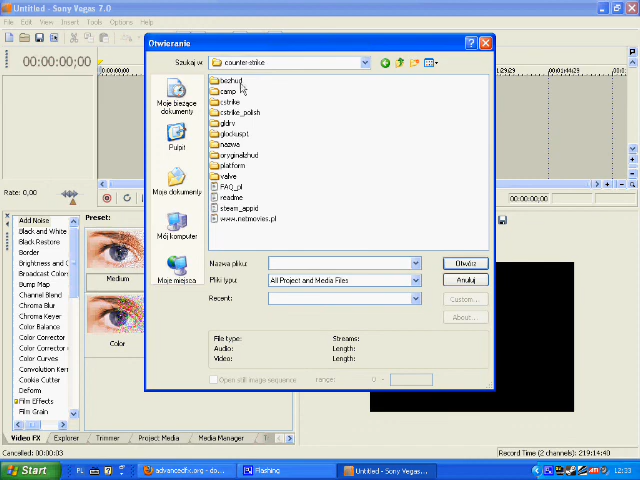 Untitled - Sony Vegas 7.0
File Edit View Insert Tools Options Help
00:00:00;00
Rate: 0,00
Otwieranie
Szukaj w:
counter-strike
Moje bieżące dokumenty
Pulpit
Moje dokumenty
Mój komputer
Moje miejsca
bezhud
camp
cstrike
cstrike_polish
gldrv
glockusp1
nazwa
oryginalzhud
platform
valve
FAQ_pl
readme
steam_appid
www.netmovies.pl
Nazwa pliku:
Otwórz
Pliki typu:
All Project and Media Files
Anuluj
Recent:
Custom...
About...
File type:
Streams:
Audio:
Length:
Video:
Length:
Open still image sequence
range:
0 -
00:00:00;00
Add Noise
Black and White
Black Restore
Border
Brightness and
Broadcast Colors
Bump Map
Channel Blend
Chroma Blur
Chroma Keyer
Color Balance
Color Corrector
Color Corrector
Color Curves
Convolution Kern
Cookie Cutter
Deform
Film Effects
Film Grain
Preset:
Medium
Color
Video FX
Explorer
Trimmer
Project Media
Media Manager
Cancelled: 00:00:03
Record Time (2 channels): 219:14:40
Start
PL
advancedfx.org - do...
Flashing
Untitled - Sony Vegas...
12:33